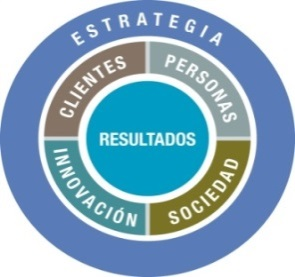 ESTRATEGIA
CLIENTES
PERSONAS
RESULTADOS
INNOVACIÓN
SOCIEDAD